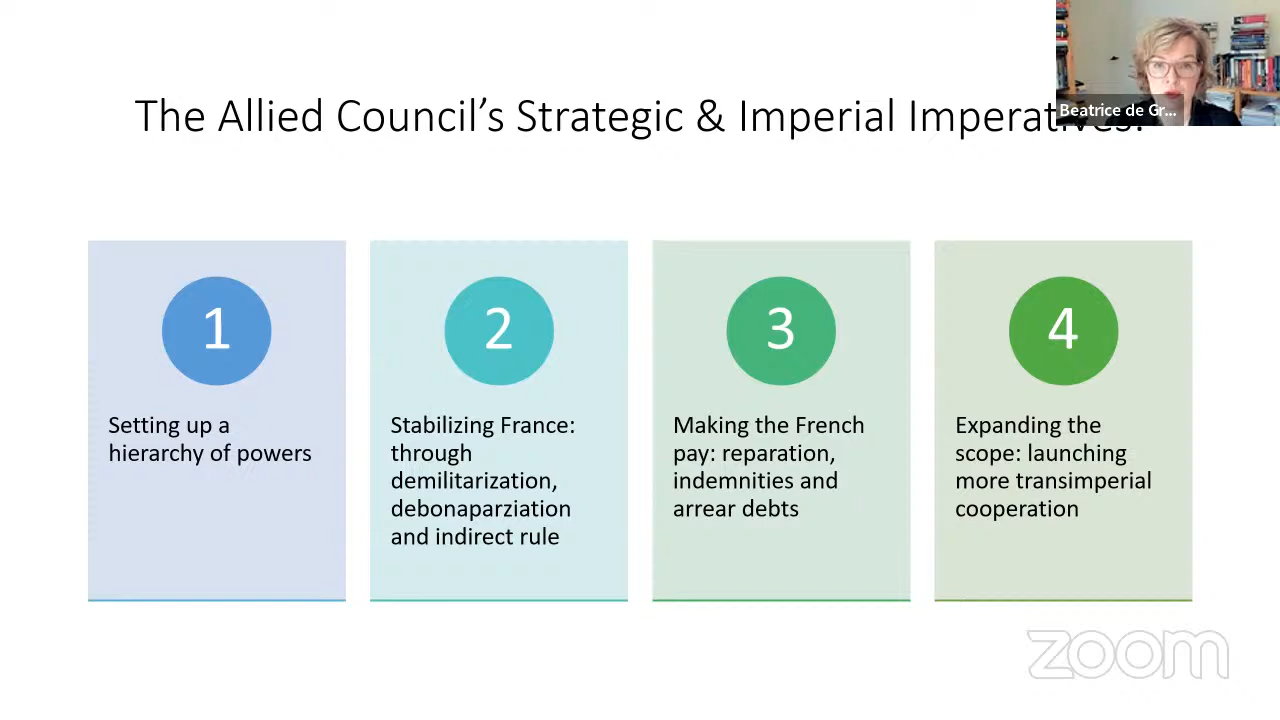 The Allied Council's Strategic & Imperial Imperatives:
Beatrice de Gr...
1
Setting up a
hierarchy of powers
2
Stabilizing France:
through
demilitarization,
debonaparziation
and indirect rule
3
Making the French
pay: reparation,
indemnities and
arrear debts
4
Expanding the
scope: launching
more transimperial
cooperation
zoom